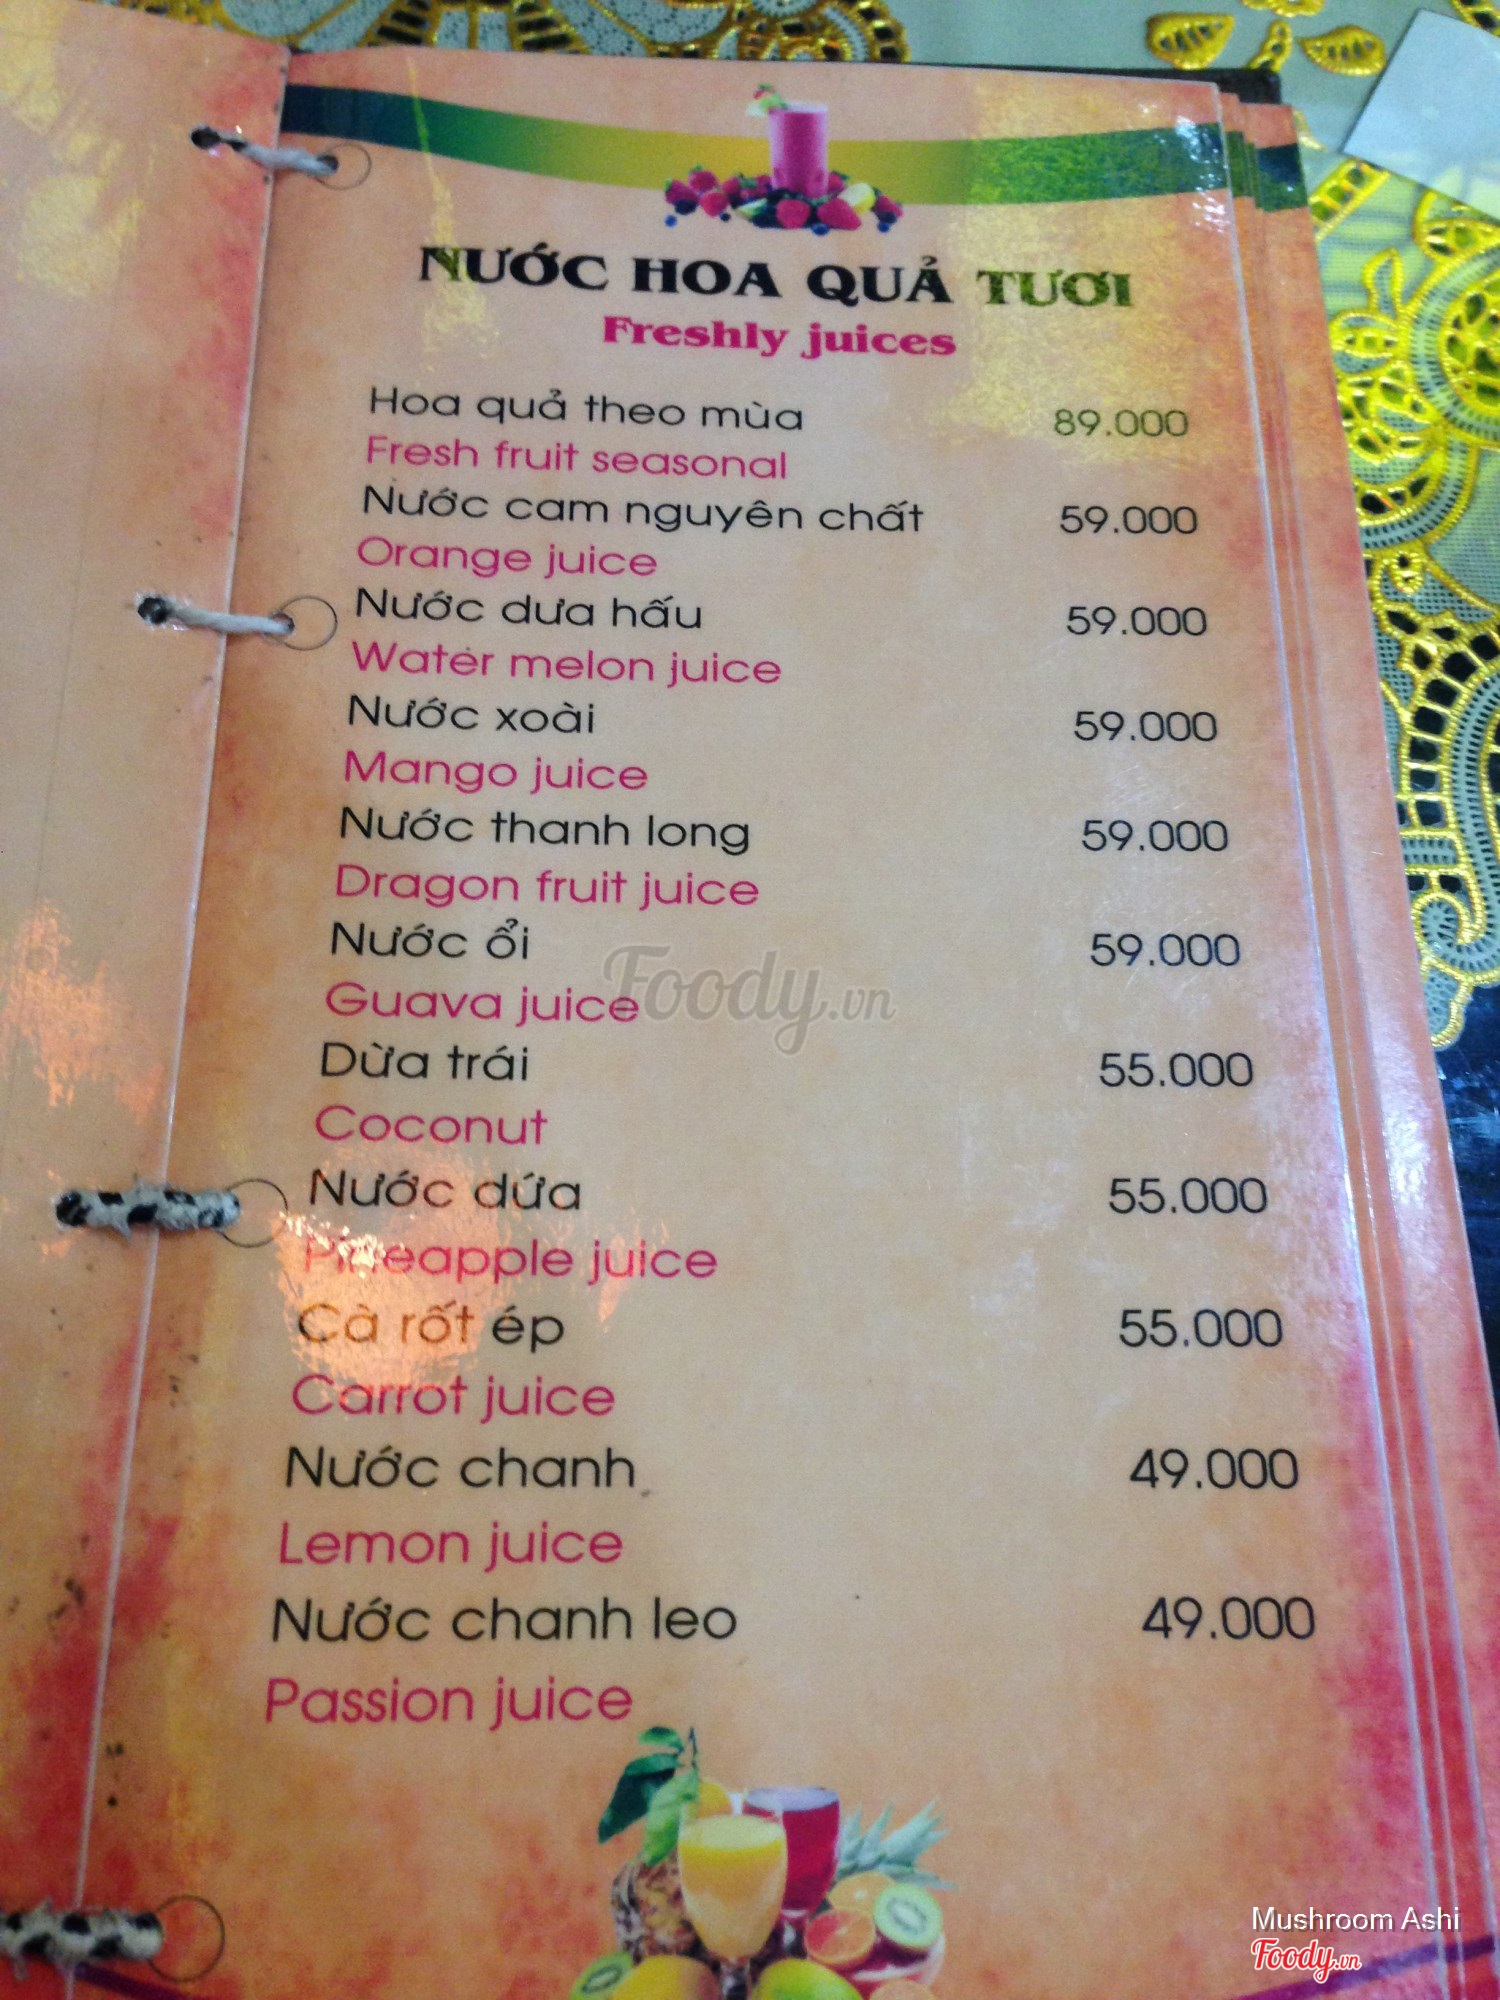 NƯỚC HOA QUẢ TƯƠI
Freshly juices
Hoa quả theo mùa 89.000
Fresh fruit seasonal
Nước cam nguyên chất 59.000
Orange juice
Nước dưa hấu 59.000
Water melon juice
Nước xoài 59.000
Mango juice
Nước thanh long 59.000
Dragon fruit juice
Nước ổi 59.000
Guava juice
Foody.vn
Dừa trái 55.000
Coconut
Nước dứa 55.000
Pineapple juice
Cà rốt ép 55.000
Carrot juice
Nước chanh 49.000
Lemon juice
Nước chanh leo 49.000
Passion juice
Mushroom Ashi
Foody.vn